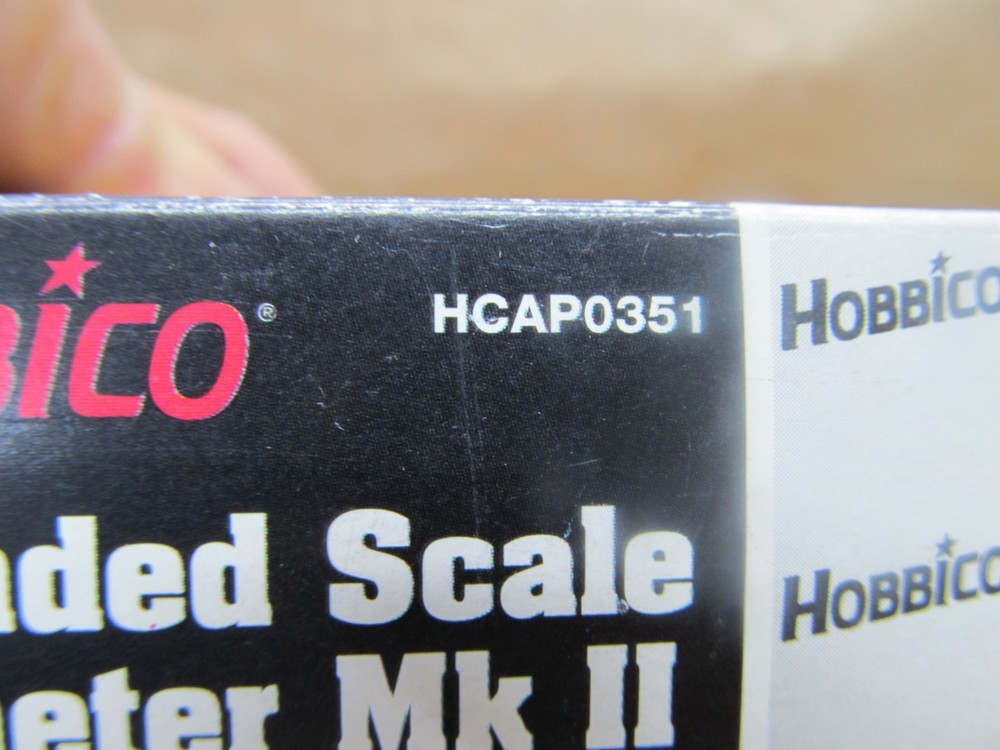 BICO® HCAP0351
nded Scale
eter Mk II
HOBBICO
HOBBICO